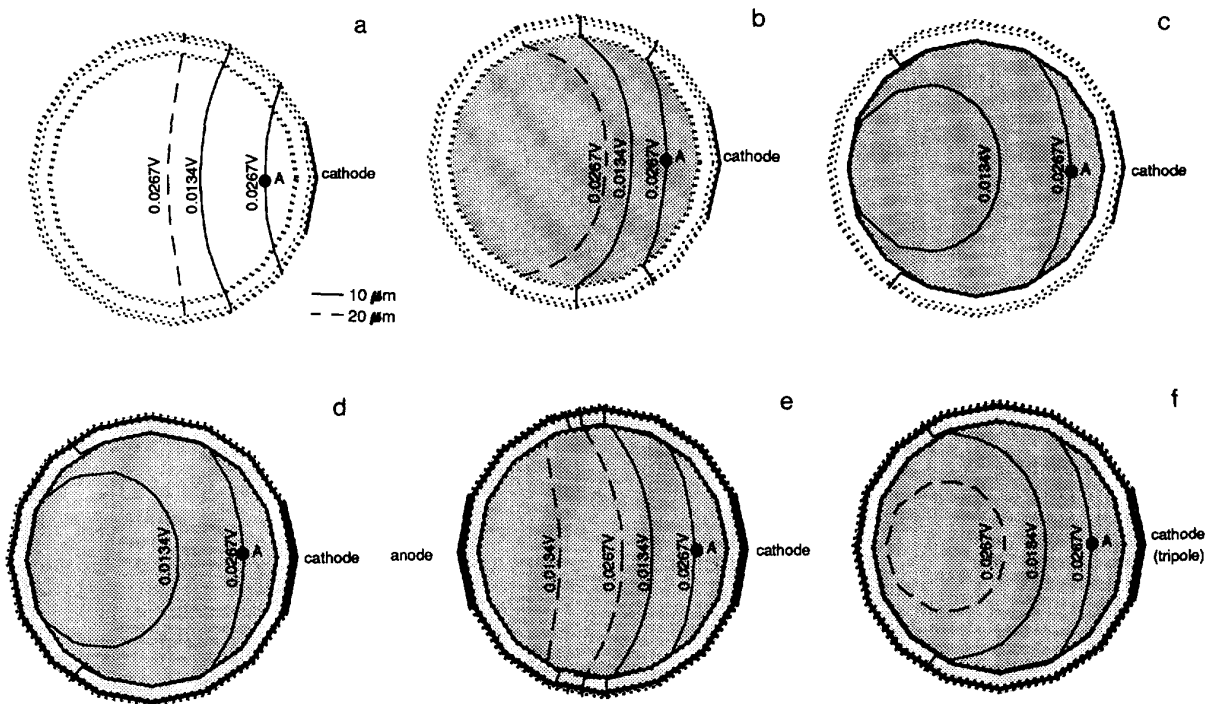 a
b
c
0.0267V
0.0134V
0.0267V
A
cathode
0.0267V
0.0134V
0.0267V
A
cathode
0.0134V
0.0267V
A
cathode
10 µm
20 µm
d
e
f
0.0134V
0.0267V
A
cathode
anode
0.0134V
0.0267V
0.0134V
0.0267V
A
cathode
0.0267V
0.0134V
0.0267V
A
cathode
(tripole)